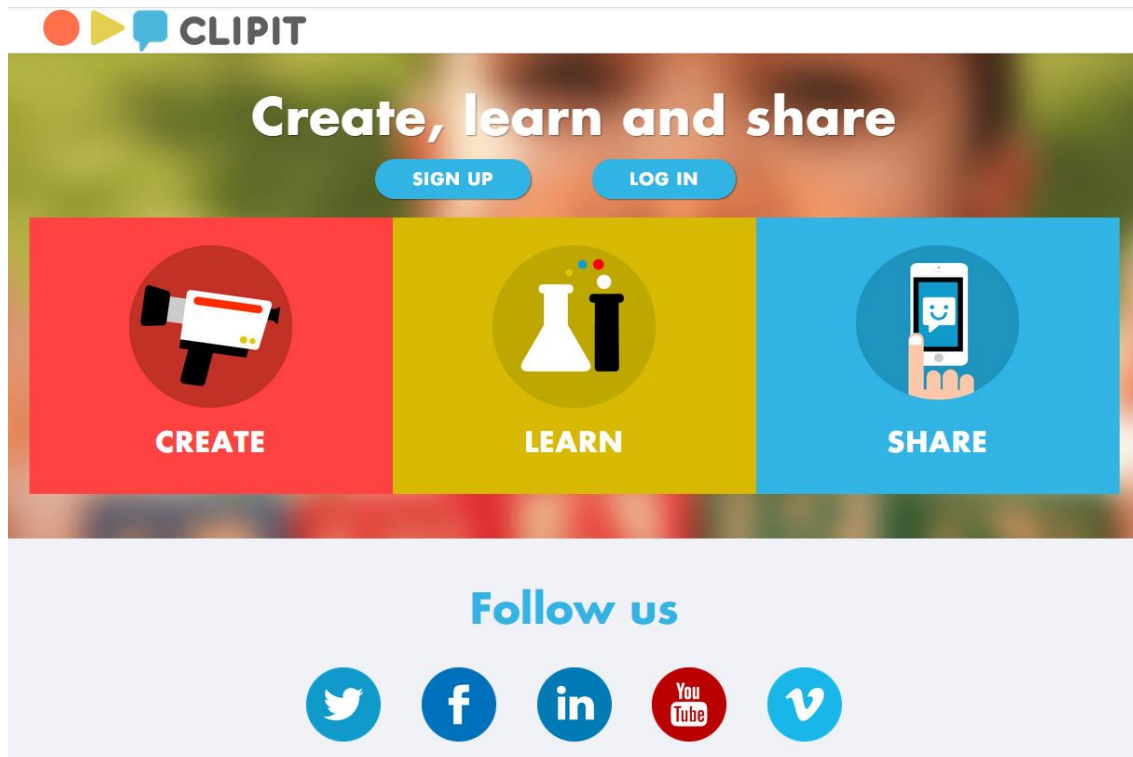 CLIPIT
Create, learn and share
SIGN UP LOG IN
CREATE LEARN SHARE
Follow us
f in You Tube v